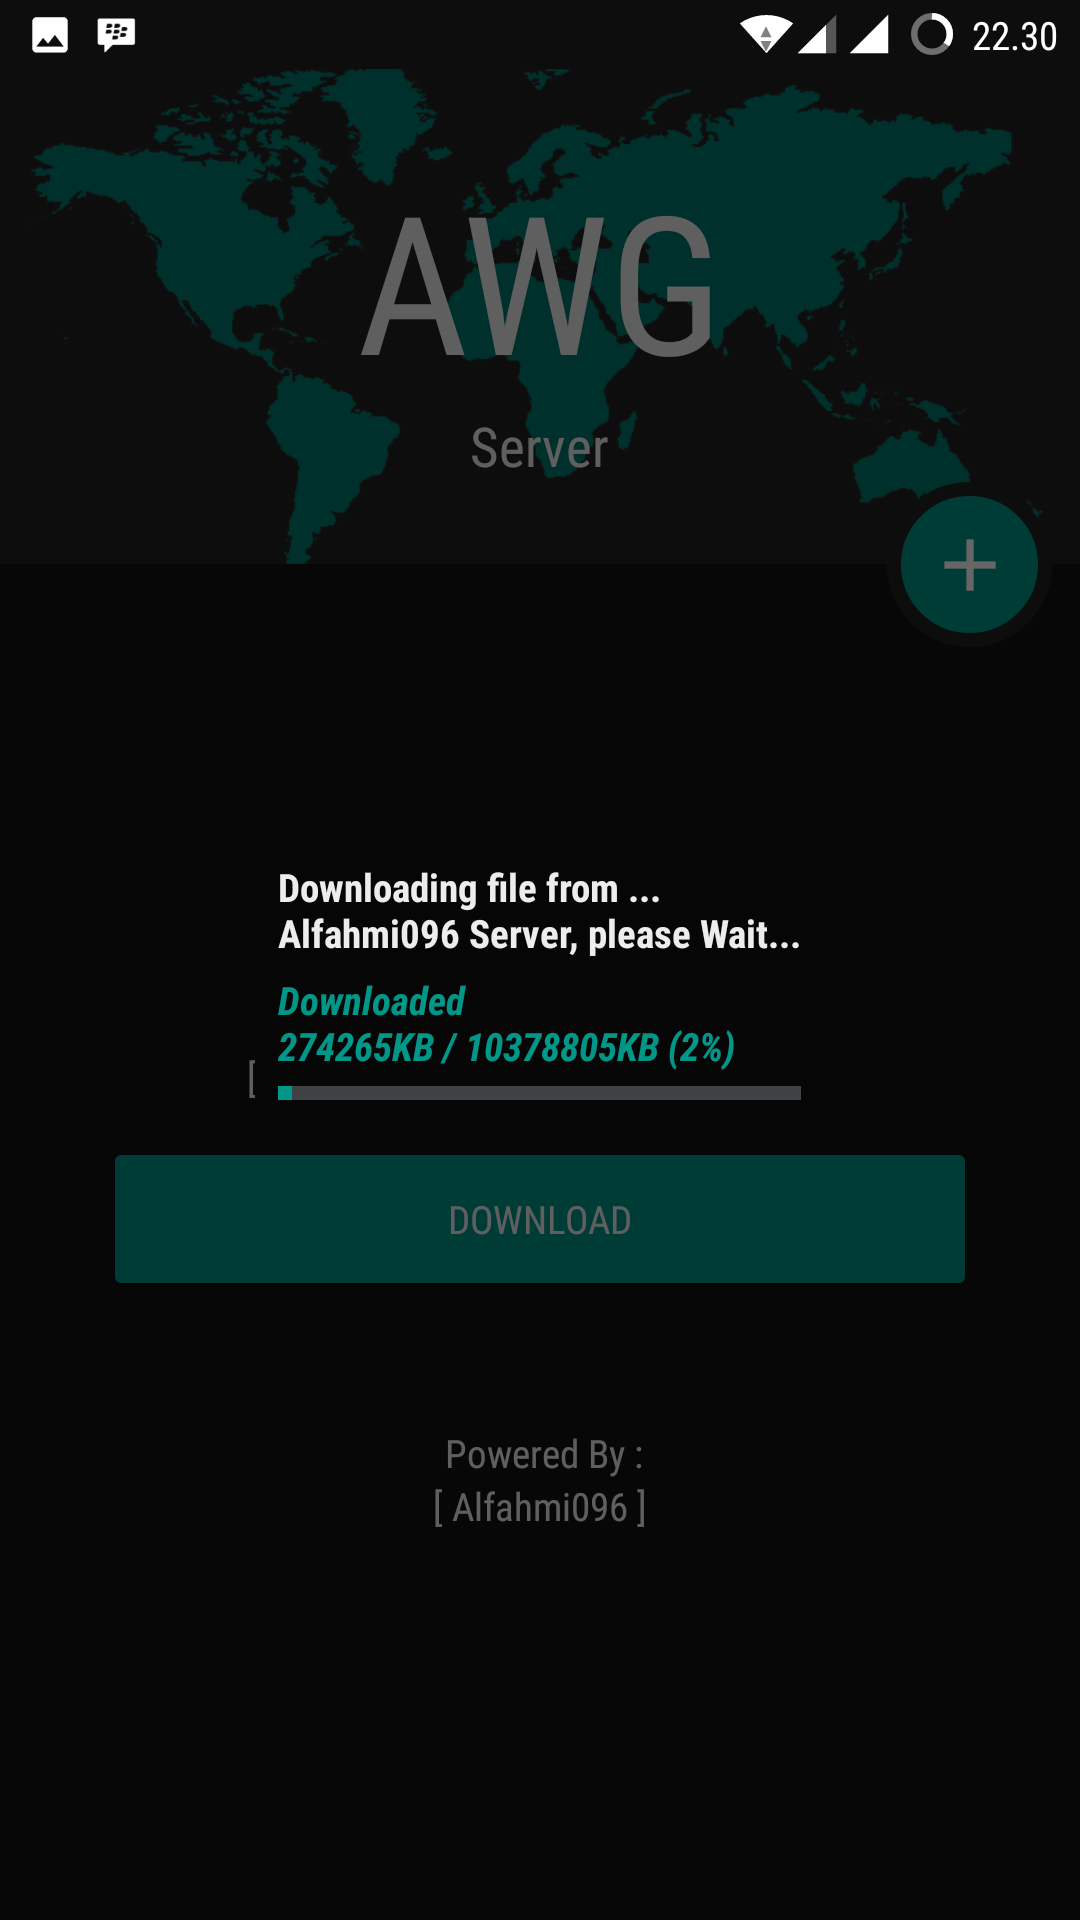 22.30
AWG
Server
Downloading file from ...
Alfahmi096 Server, please Wait...
Downloaded
274265KB / 10378805KB (2%)
[
DOWNLOAD
Powered By :
[ Alfahmi096 ]